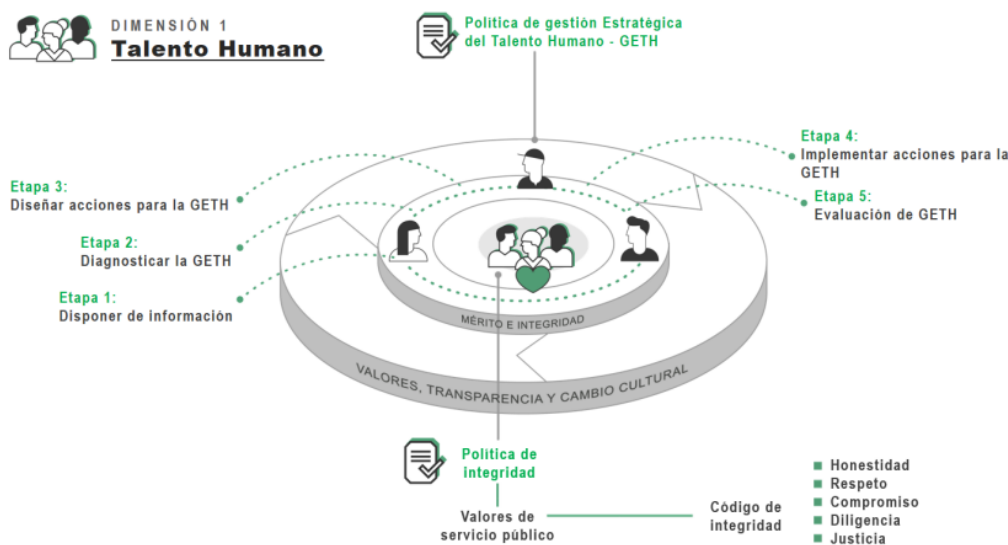 DIMENSIÓN 1
Talento Humano
Política de gestión Estratégica
del Talento Humano - GETH
Etapa 3:
Diseñar acciones para la GETH
Etapa 2:
Diagnosticar la GETH
Etapa 1:
Disponer de información
Etapa 4:
Implementar acciones para la
GETH
Etapa 5:
Evaluación de GETH
MÉRITO E INTEGRIDAD
VALORES, TRANSPARENCIA Y CAMBIO CULTURAL
Política de
integridad
Valores de
servicio público
Código de
integridad
Honestidad
Respeto
Compromiso
Diligencia
Justicia